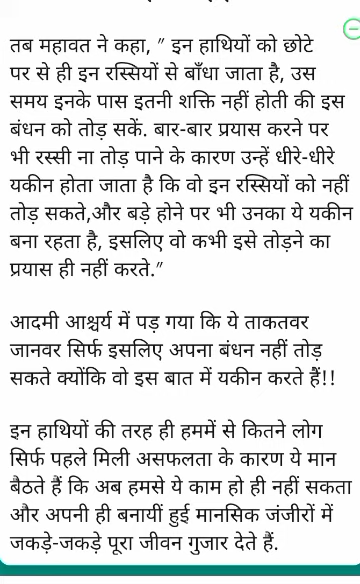 तब महावत ने कहा, " इन हाथियों को छोटे
पर से ही इन रस्सियों से बाँधा जाता है, उस
समय इनके पास इतनी शक्ति नहीं होती की इस
बंधन को तोड़ सकें. बार-बार प्रयास करने पर
भी रस्सी ना तोड़ पाने के कारण उन्हें धीरे-धीरे
यकीन होता जाता है कि वो इन रस्सियों को नहीं
तोड़ सकते,और बड़े होने पर भी उनका ये यकीन
बना रहता है, इसलिए वो कभी इसे तोड़ने का
प्रयास ही नहीं करते."
आदमी आश्चर्य में पड़ गया कि ये ताकतवर
जानवर सिर्फ इसलिए अपना बंधन नहीं तोड़
सकते क्योंकि वो इस बात में यकीन करते हैं!!
इन हाथियों की तरह ही हममें से कितने लोग
सिर्फ पहले मिली असफलता के कारण ये मान
बैठते हैं कि अब हमसे ये काम हो ही नहीं सकता
और अपनी ही बनायीं हुई मानसिक जंजीरों में
जकड़े-जकड़े पूरा जीवन गुजार देते हैं.